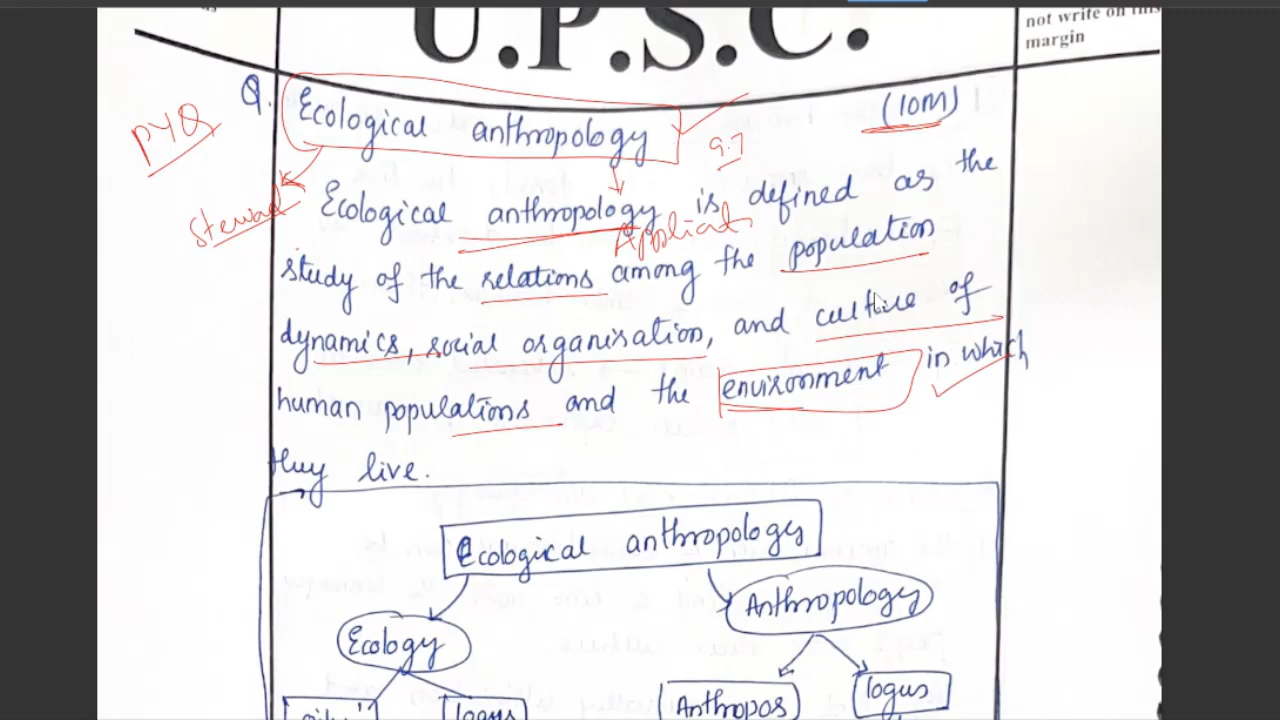 not write on this
margin
U.P.S.C.
Q. Ecological anthropology (10M)
PYQ
9.7
Steward
Ecological anthropology is defined as the
Applicat
study of the relations among the population
dynamics, social organisation, and culture of
human populations and the environment in which
they live.
Ecological anthropology
Ecology Anthropology
logus Anthropos logus